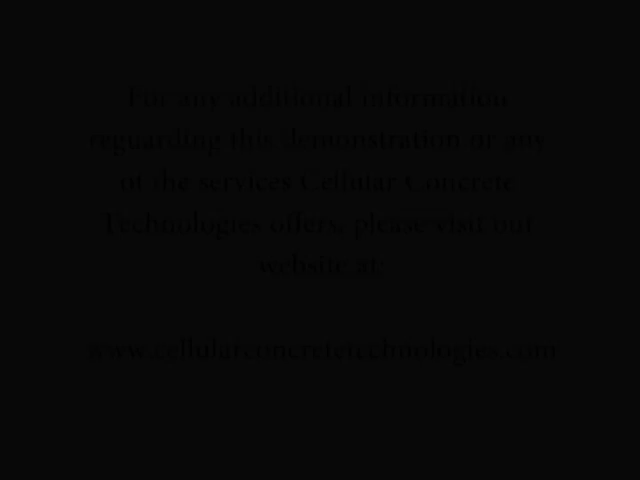 For any additional information
reguarding this demonstration or any
of the services Cellular Concrete
Technologies offers, please visit our
website at:
www.cellularconcretetechnologies.com